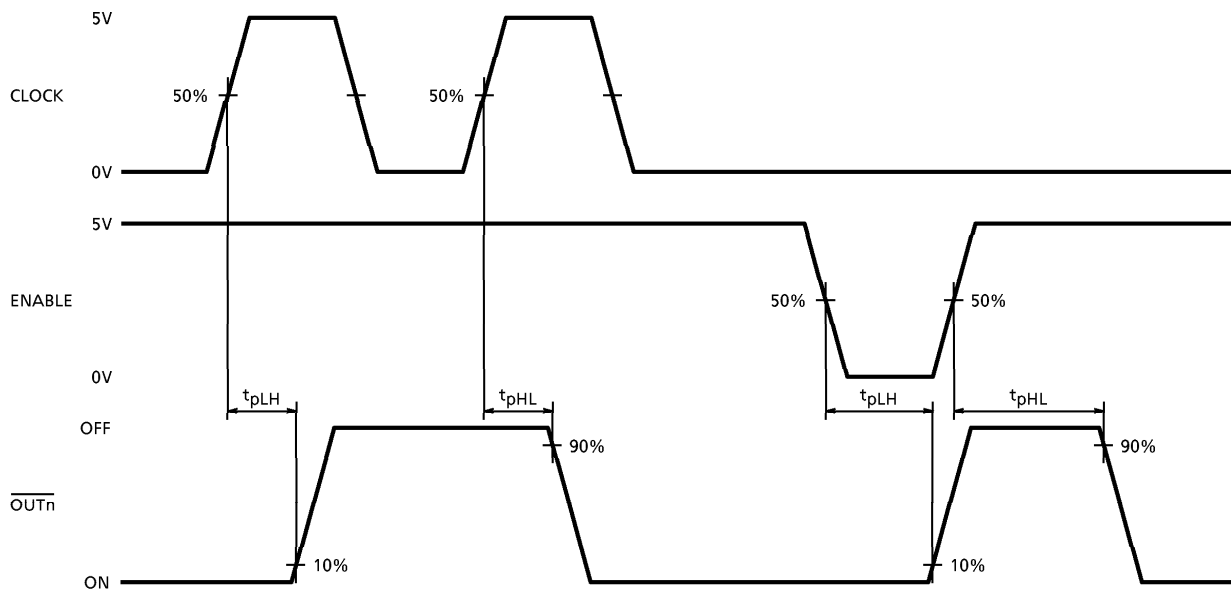 5V
CLOCK
50%
50%
0V
5V
ENABLE
50%
50%
0V
tpLH
tpHL
tpLH
tpHL
OFF
90%
90%
OUTn
10%
10%
ON